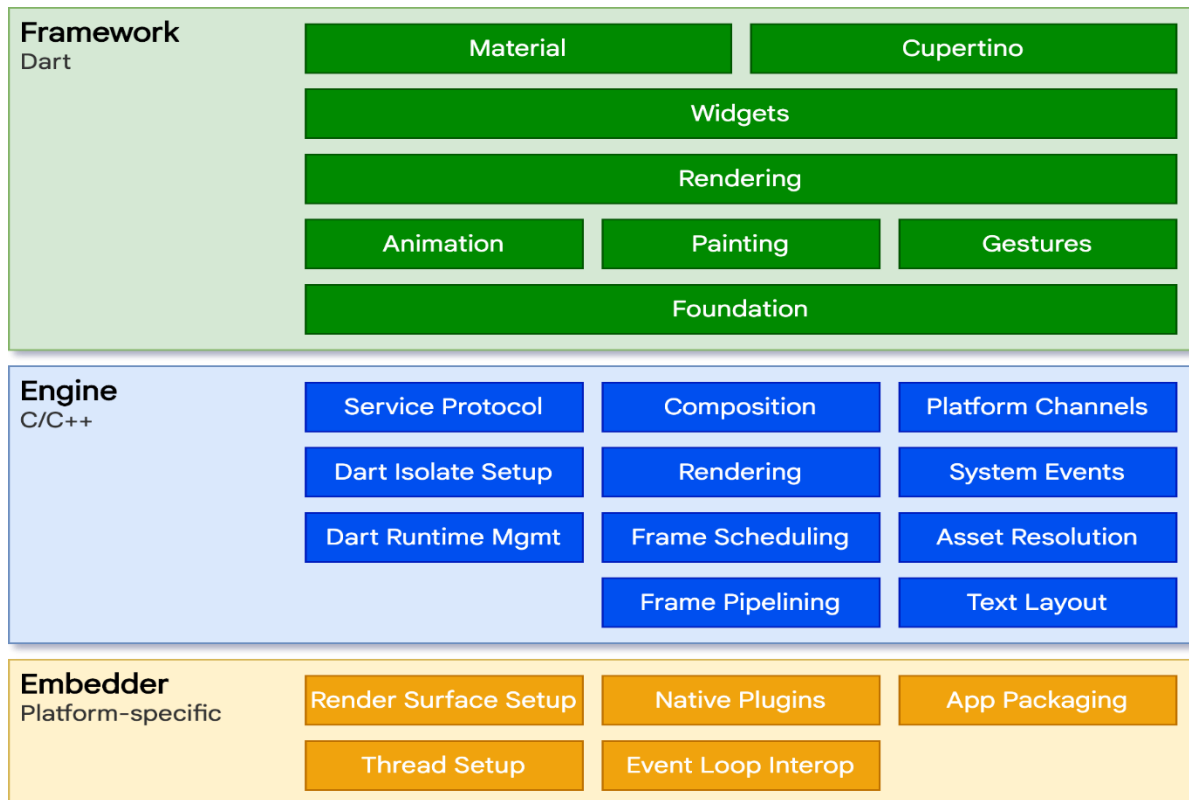 Framework
Dart
Material
Cupertino
Widgets
Rendering
Animation
Painting
Gestures
Foundation
Engine
C/C++
Service Protocol
Composition
Platform Channels
Dart Isolate Setup
Rendering
System Events
Dart Runtime Mgmt
Frame Scheduling
Asset Resolution
Frame Pipelining
Text Layout
Embedder
Platform-specific
Render Surface Setup
Native Plugins
App Packaging
Thread Setup
Event Loop Interop